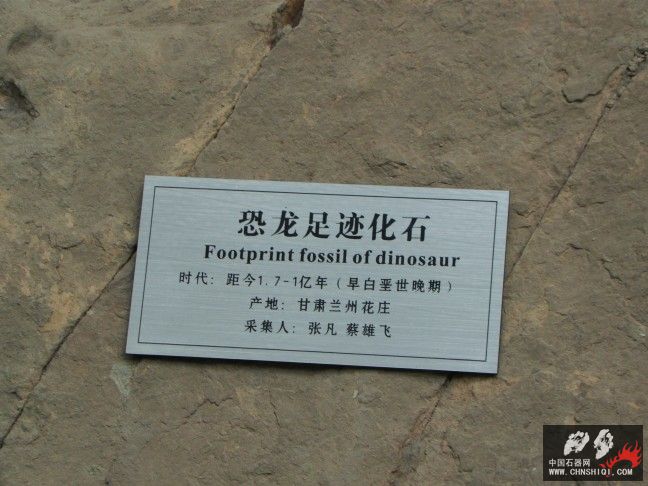 恐龙足迹化石
Footprint fossil of dinosaur
时代：距今1.7-1亿年（早白垩世晚期）
产地：甘肃兰州花庄
采集人：张凡 蔡雄飞
中国石器网
WWW.CHNSHIQI.COM